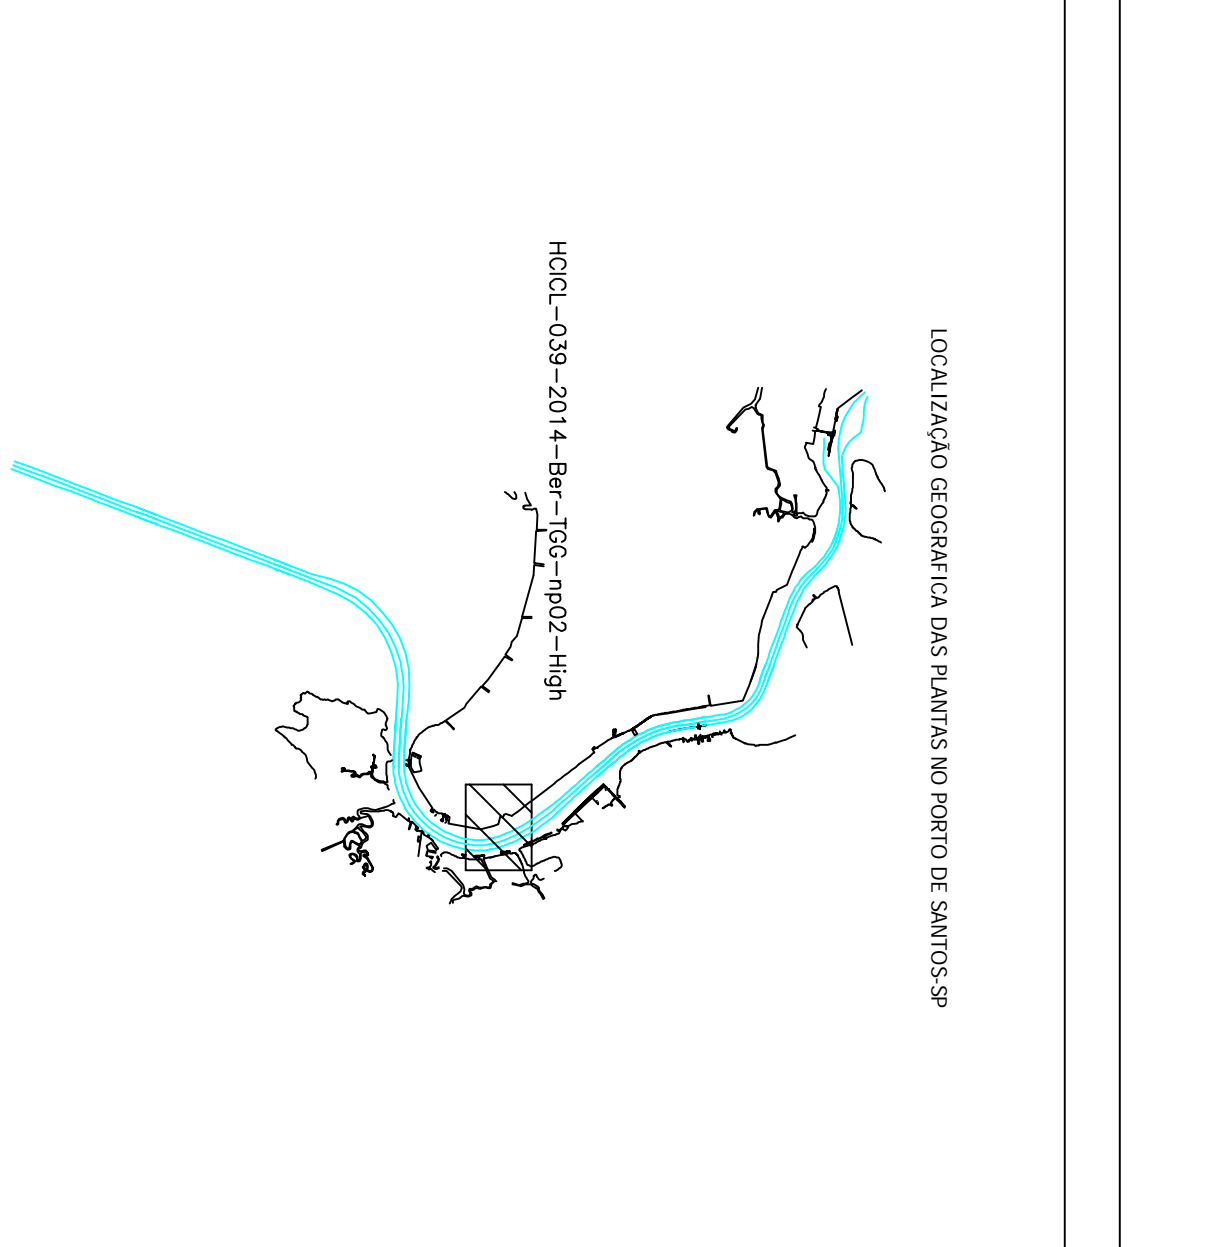 LOCALIZAÇÃO GEOGRAFICA DAS PLANTAS NO PORTO DE SANTOS-SP
HCICL-039-2014-Ber-TGG-np02-High